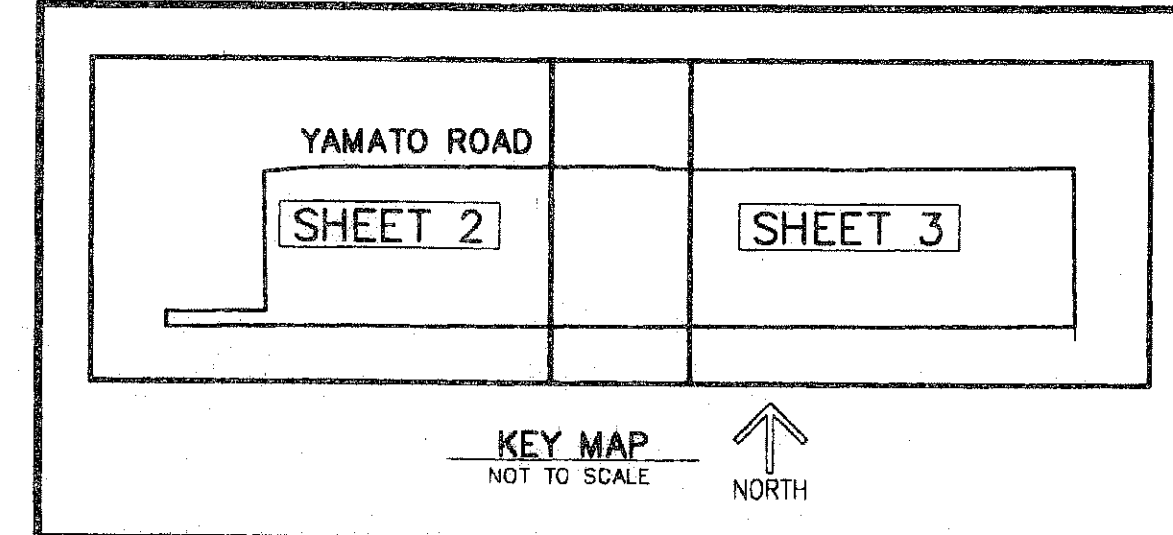 YAMATO ROAD
SHEET 2
SHEET 3
KEY MAP
NOT TO SCALE
NORTH